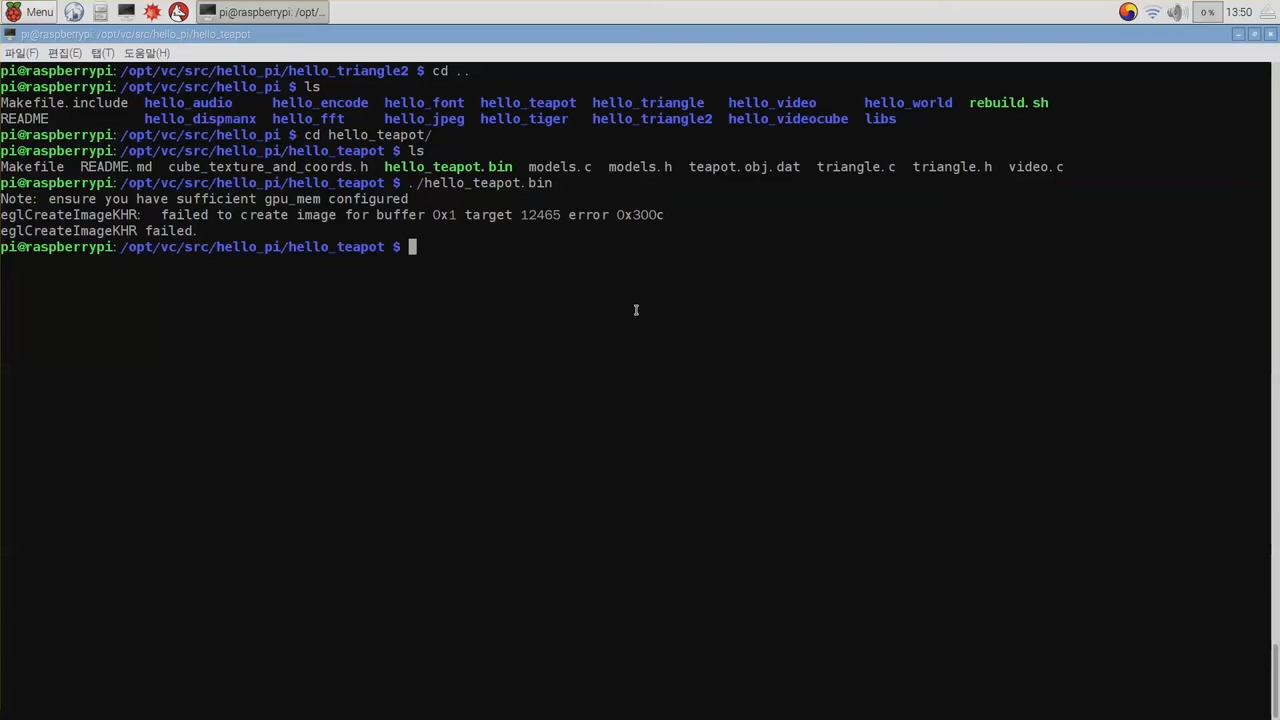 Menu
pi@raspberrypi: /opt/...
0 %
13:50
pi@raspberrypi: /opt/vc/src/hello_pi/hello_teapot
파일(F) 편집(E) 탭(T) 도움말(H)
pi@raspberrypi:/opt/vc/src/hello_pi/hello_triangle2 $ cd ..
pi@raspberrypi:/opt/vc/src/hello_pi $ ls
Makefile.include hello_audio hello_encode hello_font hello_teapot hello_triangle hello_video hello_world rebuild.sh
README hello_dispmanx hello_fft hello_jpeg hello_tiger hello_triangle2 hello_videocube libs
pi@raspberrypi:/opt/vc/src/hello_pi $ cd hello_teapot/
pi@raspberrypi:/opt/vc/src/hello_pi/hello_teapot $ ls
Makefile README.md cube_texture_and_coords.h hello_teapot.bin models.c models.h teapot.obj.dat triangle.c triangle.h video.c
pi@raspberrypi:/opt/vc/src/hello_pi/hello_teapot $ ./hello_teapot.bin
Note: ensure you have sufficient gpu_mem configured
eglCreateImageKHR: failed to create image for buffer 0x1 target 12465 error 0x300c
eglCreateImageKHR failed.
pi@raspberrypi:/opt/vc/src/hello_pi/hello_teapot $